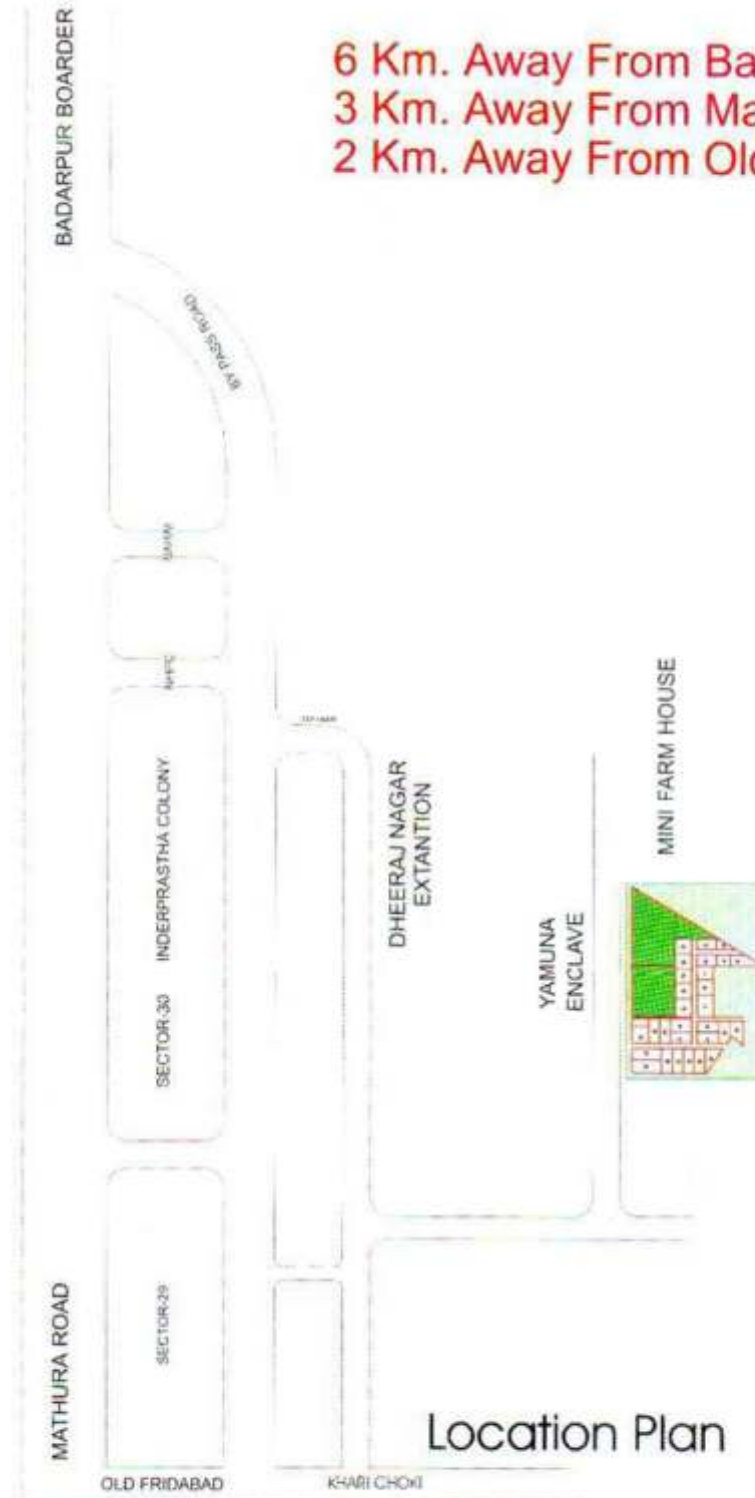 6 Km. Away From Ba
3 Km. Away From Ma
2 Km. Away From Old
BADARPUR BOARDER
BY PASS ROAD
NHPC
INDERPRASTHA COLONY
SECTOR-30
DHEERAJ NAGAR
EXTANTION
MINI FARM HOUSE
YAMUNA
ENCLAVE
MATHURA ROAD
SECTOR-29
Location Plan
OLD FRIDABAD
KHARI CHOKI